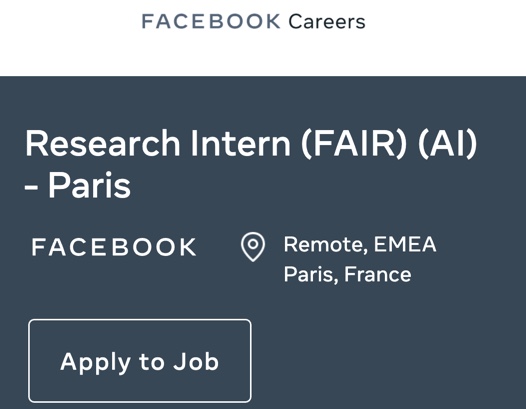 FACEBOOK Careers
Research Intern (FAIR) (AI)
- Paris
FACEBOOK
Remote, EMEA
Paris, France
Apply to Job